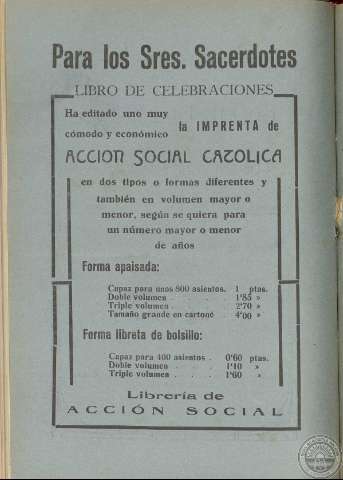 Para los Sres. Sacerdotes
LIBRO DE CELEBRACIONES
Ha editado uno muy
cómodo y económico la IMPRENTA de
ACCION SOCIAL CATOLICA
en dos tipos o formas diferentes y
también en volumen mayor o
menor, según se quiera para
un número mayor o menor
de años
Forma apaisada:
Capaz para unos 800 asientos. 1 ptas.
Doble volumen . . . . 1'85 »
Triple volumen . . . . 2'70 »
Tamaño grande en cartoné . 4'00 »
Forma libreta de bolsillo:
Capaz para 400 asientos . 0'60 ptas.
Doble volumen . . . . 1'10 »
Triple volumen . . . . 1'60 »
Librería de
ACCIÓN SOCIAL